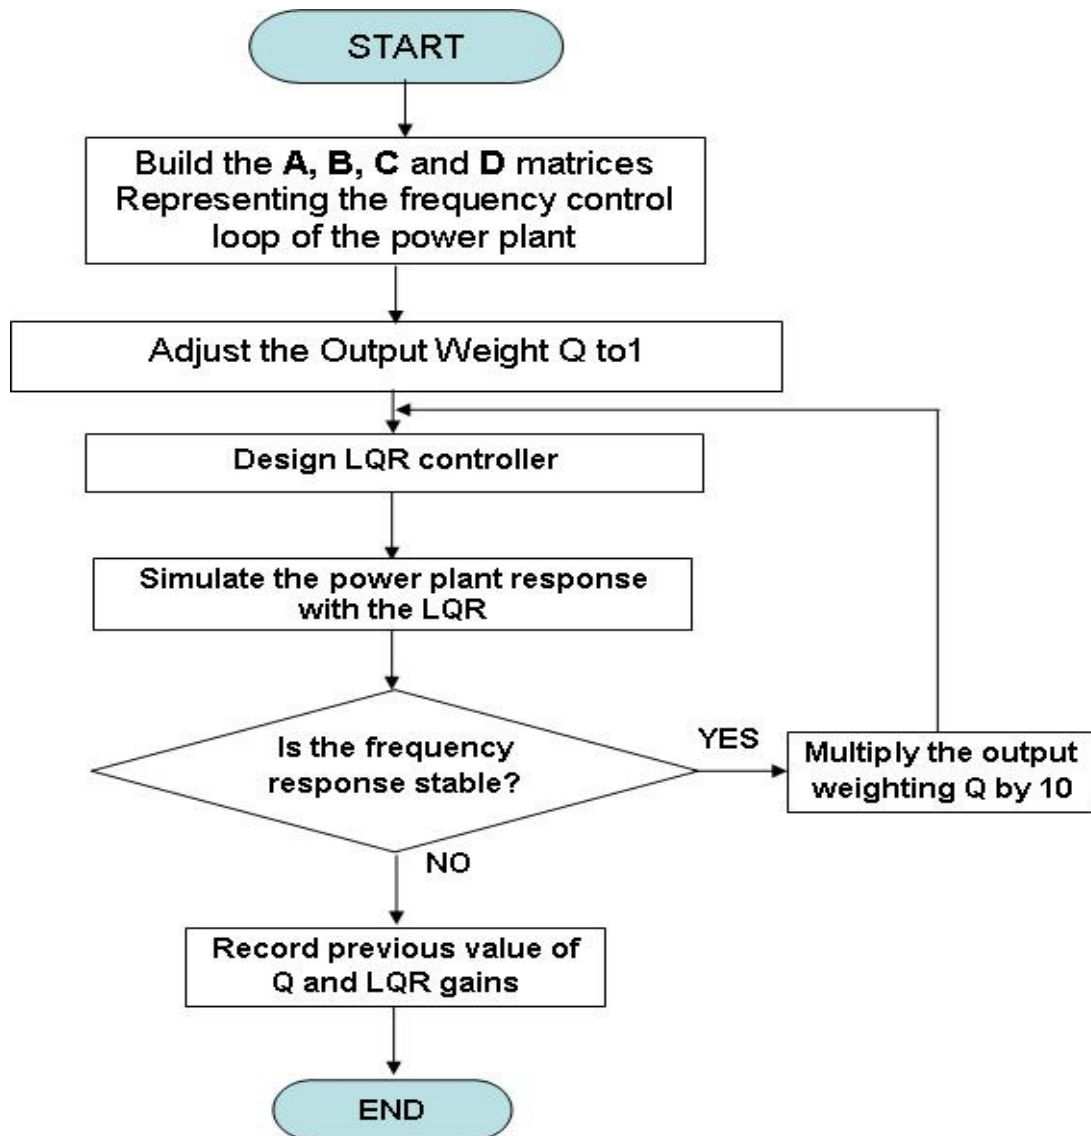 START
Build the A, B, C and D matrices
Representing the frequency control
loop of the power plant
Adjust the Output Weight Q to1
Design LQR controller
Simulate the power plant response
with the LQR
Is the frequency
response stable?
YES
Multiply the output
weighting Q by 10
NO
Record previous value of
Q and LQR gains
END